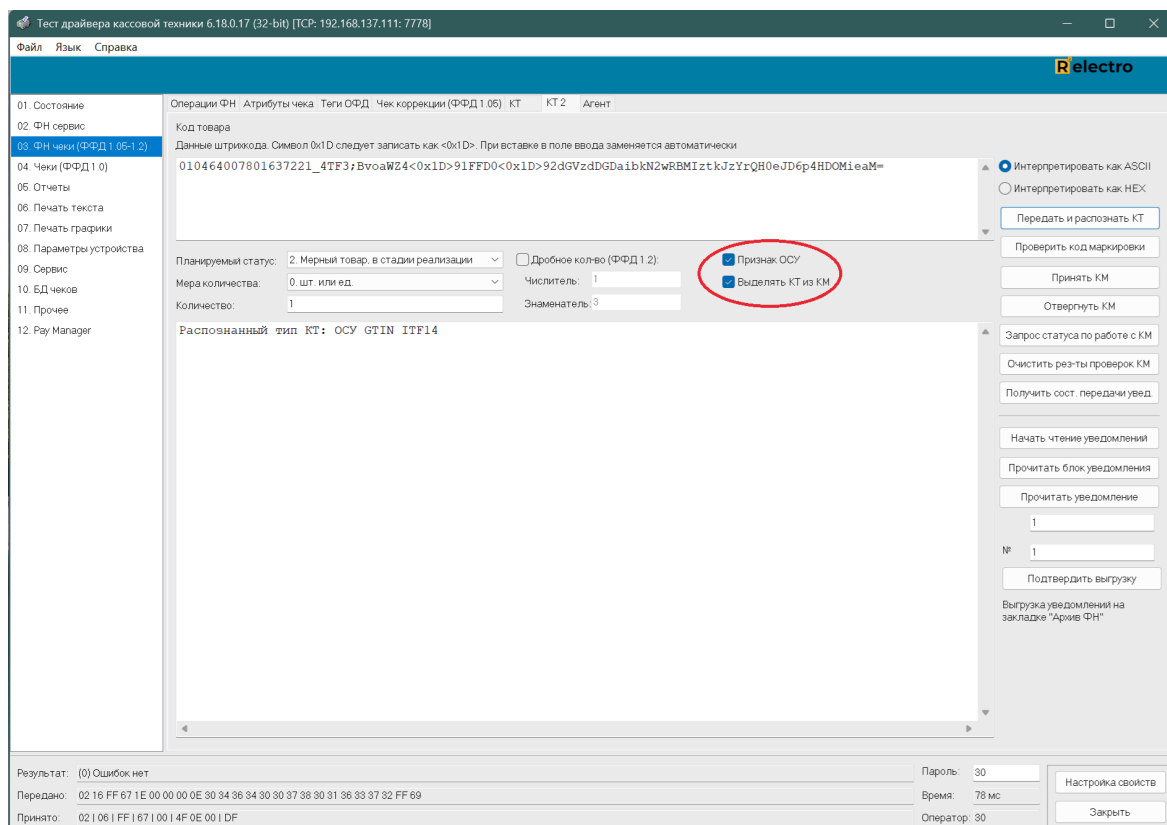 Тест драйвера кассовой техники 6.18.0.17 (32-bit) [TCP: 192.168.137.111: 7778]
Файл Язык Справка
R electro
01. Состояние
02. ФН сервис
03. ФН чеки (ФФД 1.05-1.2)
04. Чеки (ФФД 1.0)
05. Отчеты
06. Печать текста
07. Печать графики
08. Параметры устройства
09. Сервис
10. БД чеков
11. Прочее
12. Pay Manager
Операции ФН Атрибуты чека Теги ОФД Чек коррекции (ФФД 1.05) КТ КТ 2 Агент
Код товара
Данные штрихкода. Символ 0x1D следует записать как <0x1D>. При вставке в поле ввода заменяется автоматически
010464007801637221_4TF3;BvoaWZ4<0x1D>91FFD0<0x1D>92dGVzdDGDaibkN2wRBMIztkJzYrQH0eJD6p4HDOMieaM=
Планируемый статус: 2. Мерный товар, в стадии реализации
Мера количества: 0. шт. или ед.
Количество: 1
Дробное кол-во (ФФД 1.2):
Числитель: 1
Знаменатель: 3
Признак ОСУ
Выделять КТ из КМ
Распознанный тип КТ: ОСУ GTIN ITF14
Интерпретировать как ASCII
Интерпретировать как HEX
Передать и распознать КТ
Проверить код маркировки
Принять КМ
Отвергнуть КМ
Запрос статуса по работе с КМ
Очистить рез-ты проверок КМ
Получить сост. передачи увед.
Начать чтение уведомлений
Прочитать блок уведомления
Прочитать уведомление
1
№ 1
Подтвердить выгрузку
Выгрузка уведомлений на
закладке "Архив ФН"
Результат: (0) Ошибок нет
Передано: 02 16 FF 67 1E 00 00 00 0E 30 34 36 34 30 30 37 38 30 31 36 33 37 32 FF 69
Принято: 02 | 06 | FF | 67 | 00 | 4F 0E 00 | DF
Пароль: 30
Время: 78 мс
Оператор: 30
Настройка свойств
Закрыть